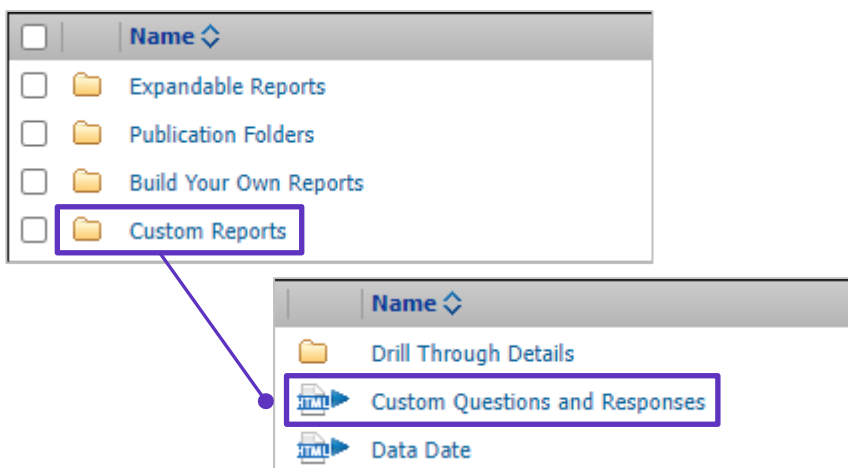 Name
Expandable Reports
Publication Folders
Build Your Own Reports
Custom Reports
Name
Drill Through Details
HTML Custom Questions and Responses
HTML Data Date